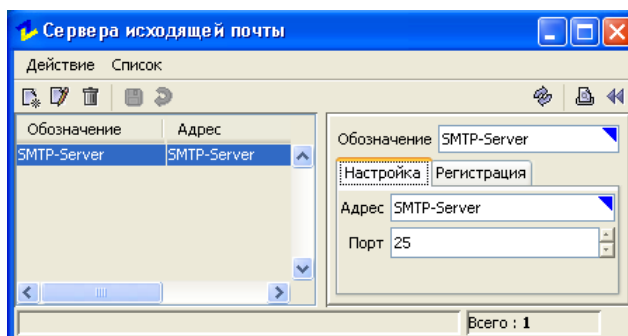 Сервера исходящей почты
Действие Список
Обозначение Адрес
SMTP-Server SMTP-Server
Обозначение SMTP-Server
Настройка Регистрация
Адрес SMTP-Server
Порт 25
Всего : 1